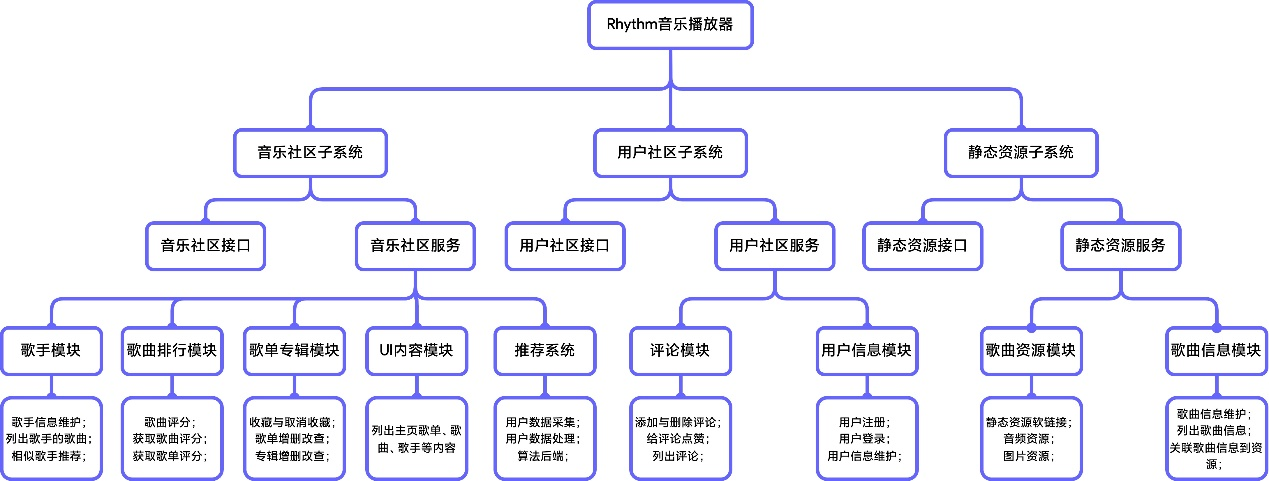 Rhythm音乐播放器
音乐社区子系统
用户社区子系统
静态资源子系统
音乐社区接口
音乐社区服务
用户社区接口
用户社区服务
静态资源接口
静态资源服务
歌手模块
歌曲排行模块
歌单专辑模块
UI内容模块
推荐系统
评论模块
用户信息模块
歌曲资源模块
歌曲信息模块
歌手信息维护；
列出歌手的歌曲；
相似歌手推荐；
歌曲评分；
获取歌曲评分；
获取歌单评分；
收藏与取消收藏；
歌单增删改查；
专辑增删改查；
列出主页歌单、歌
曲、歌手等内容
用户数据采集；
用户数据处理；
算法后端；
添加与删除评论；
给评论点赞；
列出评论；
用户注册；
用户登录；
用户信息维护；
静态资源软链接；
音频资源；
图片资源；
歌曲信息维护；
列出歌曲信息；
关联歌曲信息到资
源；